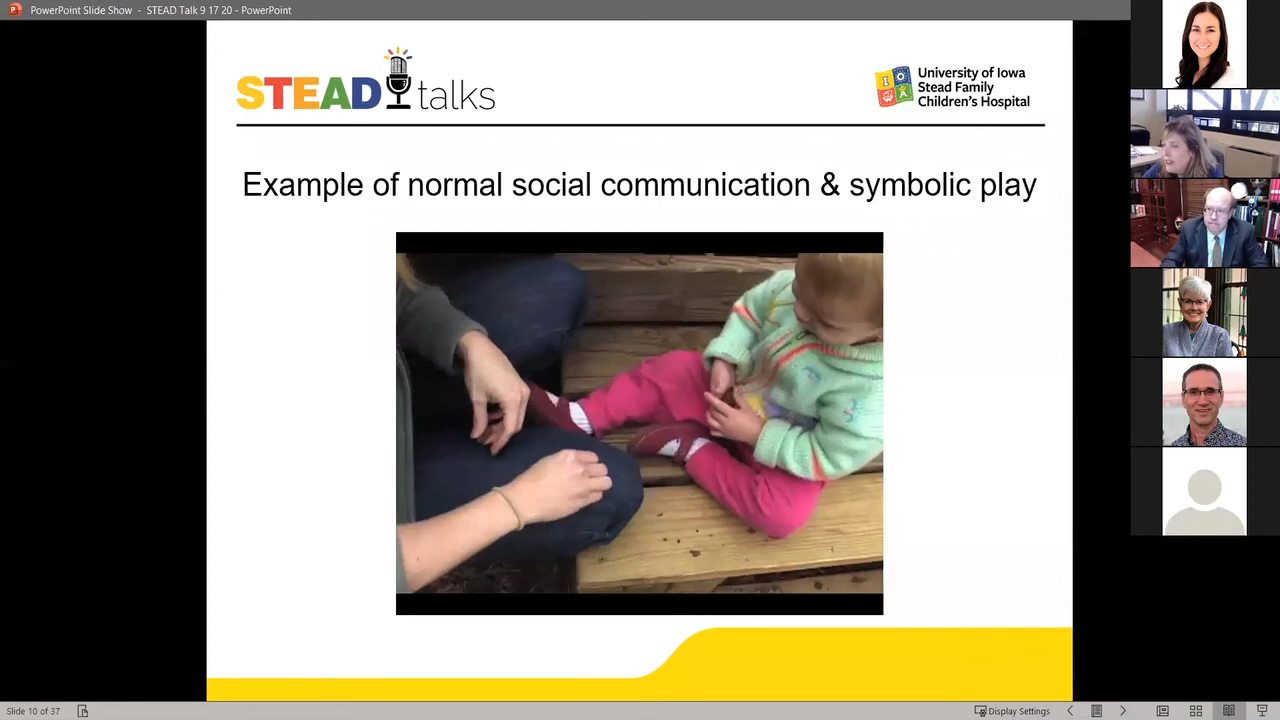 PowerPoint Slide Show - STEAD Talk 9 17 20 - PowerPoint
STEAD talks
University of Iowa
Stead Family
Children's Hospital
Example of normal social communication & symbolic play
Slide 10 of 37
Display Settings